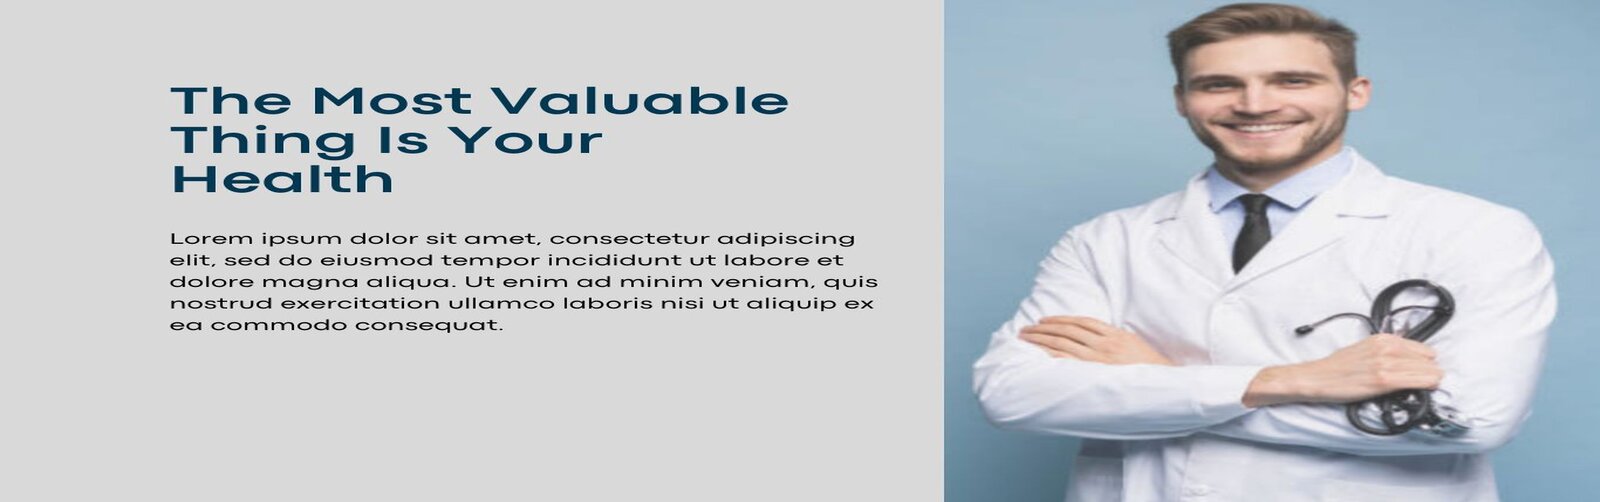 The Most Valuable
Thing Is Your
Health
Lorem ipsum dolor sit amet, consectetur adipiscing
elit, sed do eiusmod tempor incididunt ut labore et
dolore magna aliqua. Ut enim ad minim veniam, quis
nostrud exercitation ullamco laboris nisi ut aliquip ex
ea commodo consequat.